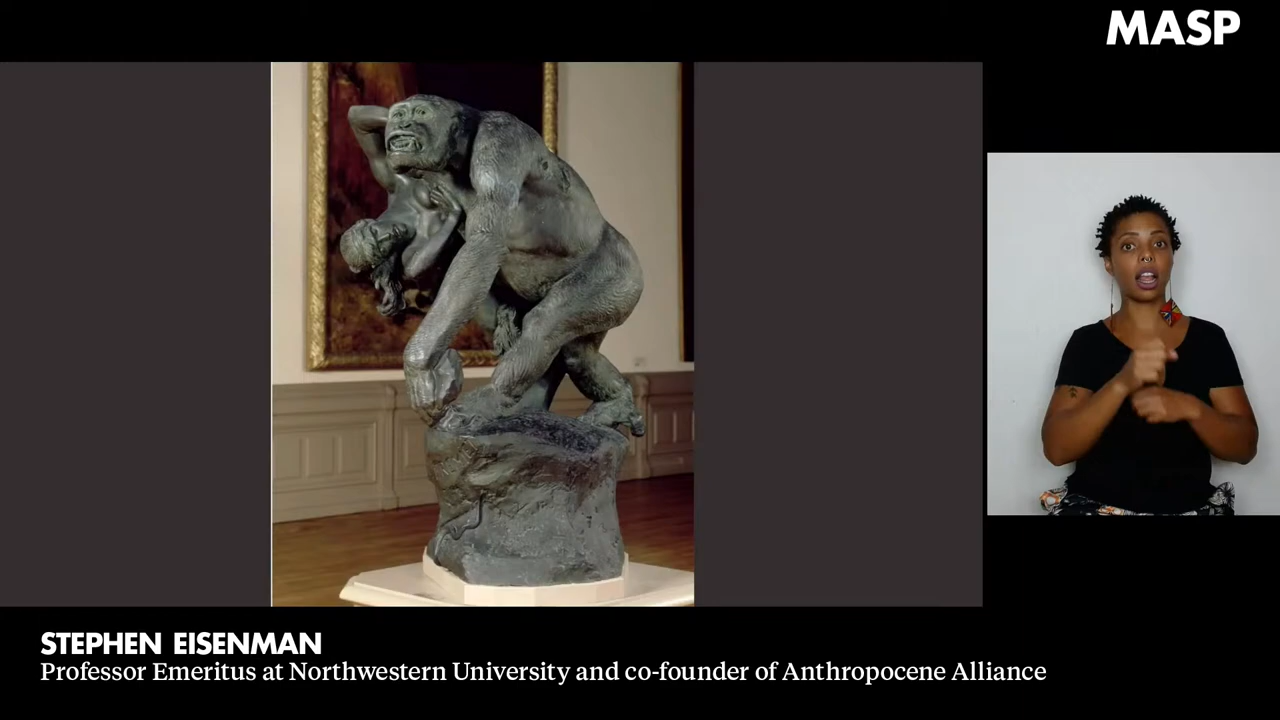 MASP
STEPHEN EISENMAN
Professor Emeritus at Northwestern University and co-founder of Anthropocene Alliance